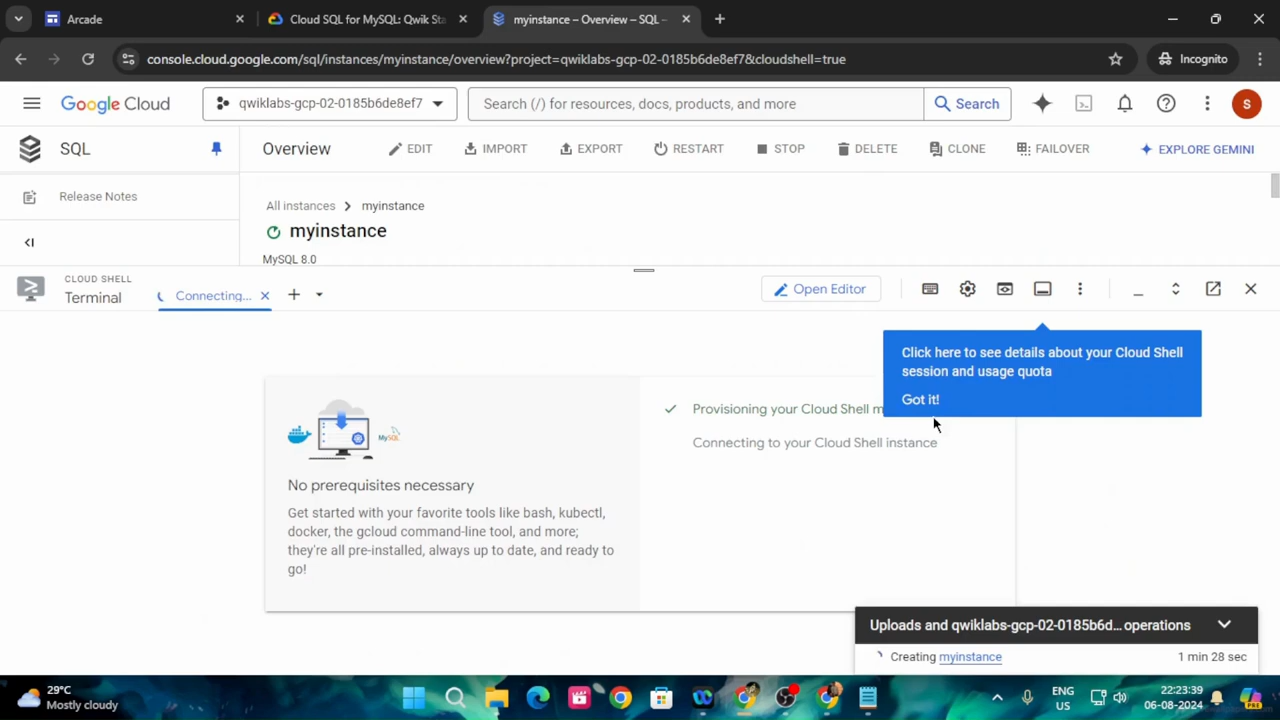 Arcade
Cloud SQL for MySQL: Qwik Sta
myinstance – Overview – SQL –
console.cloud.google.com/sql/instances/myinstance/overview?project=qwiklabs-gcp-02-0185b6de8ef7&cloudshell=true
Incognito
Google Cloud
qwiklabs-gcp-02-0185b6de8ef7
Search (/) for resources, docs, products, and more
Search
S
SQL
Overview
EDIT
IMPORT
EXPORT
RESTART
STOP
DELETE
CLONE
FAILOVER
EXPLORE GEMINI
Release Notes
All instances
myinstance
myinstance
MySQL 8.0
CLOUD SHELL
Terminal
Connecting...
Open Editor
Click here to see details about your Cloud Shell
session and usage quota
Got it!
MySQL
No prerequisites necessary
Get started with your favorite tools like bash, kubectl,
docker, the gcloud command-line tool, and more;
they're all pre-installed, always up to date, and ready to
go!
Provisioning your Cloud Shell m
Connecting to your Cloud Shell instance
Uploads and qwiklabs-gcp-02-0185b6d... operations
Creating myinstance
1 min 28 sec
29°C
Mostly cloudy
ENG
US
22:23:39
06-08-2024
PRE